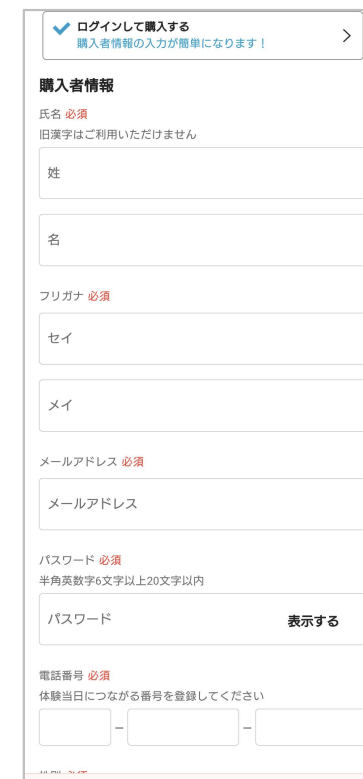 ログインして購入する
購入者情報の入力が簡単になります！
購入者情報
氏名 必須
旧漢字はご利用いただけません
姓
名
フリガナ 必須
セイ
メイ
メールアドレス 必須
メールアドレス
パスワード 必須
半角英数字6文字以上20文字以内
パスワード 表示する
電話番号 必須
体験当日につながる番号を登録してください
– –